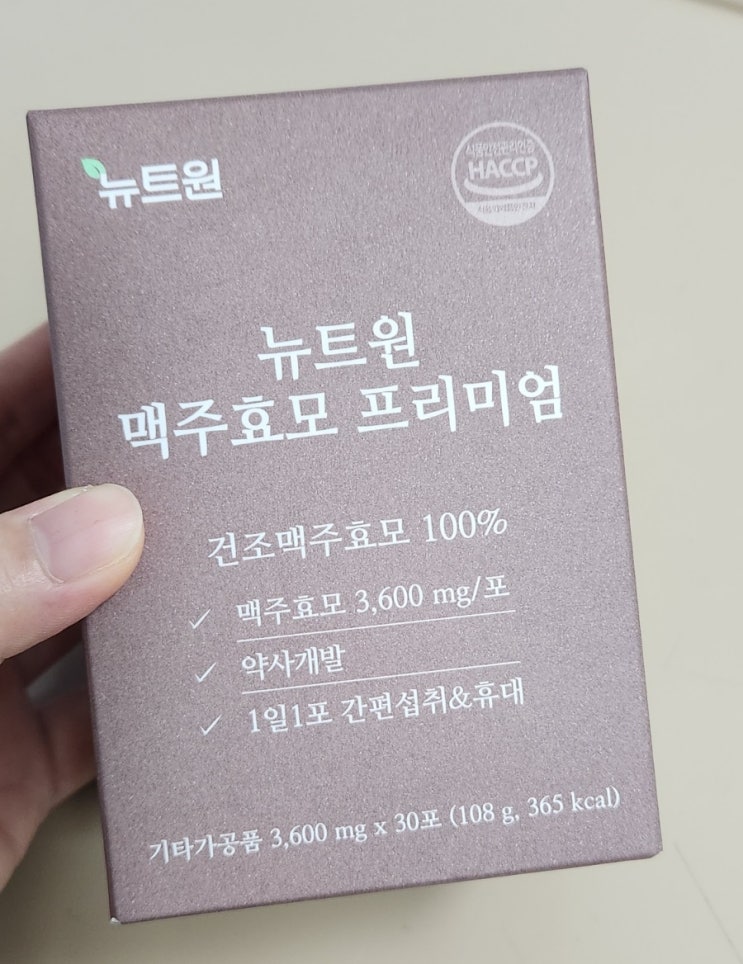 뉴트원
식품안전관리인증
HACCP
뉴트원
맥주효모 프리미엄
건조맥주효모 100%
✓ 맥주효모 3,600 mg/포
✓ 약사개발
✓ 1일1포 간편섭취&휴대
기타가공품 3,600 mg x 30포 (108 g, 365 kcal)